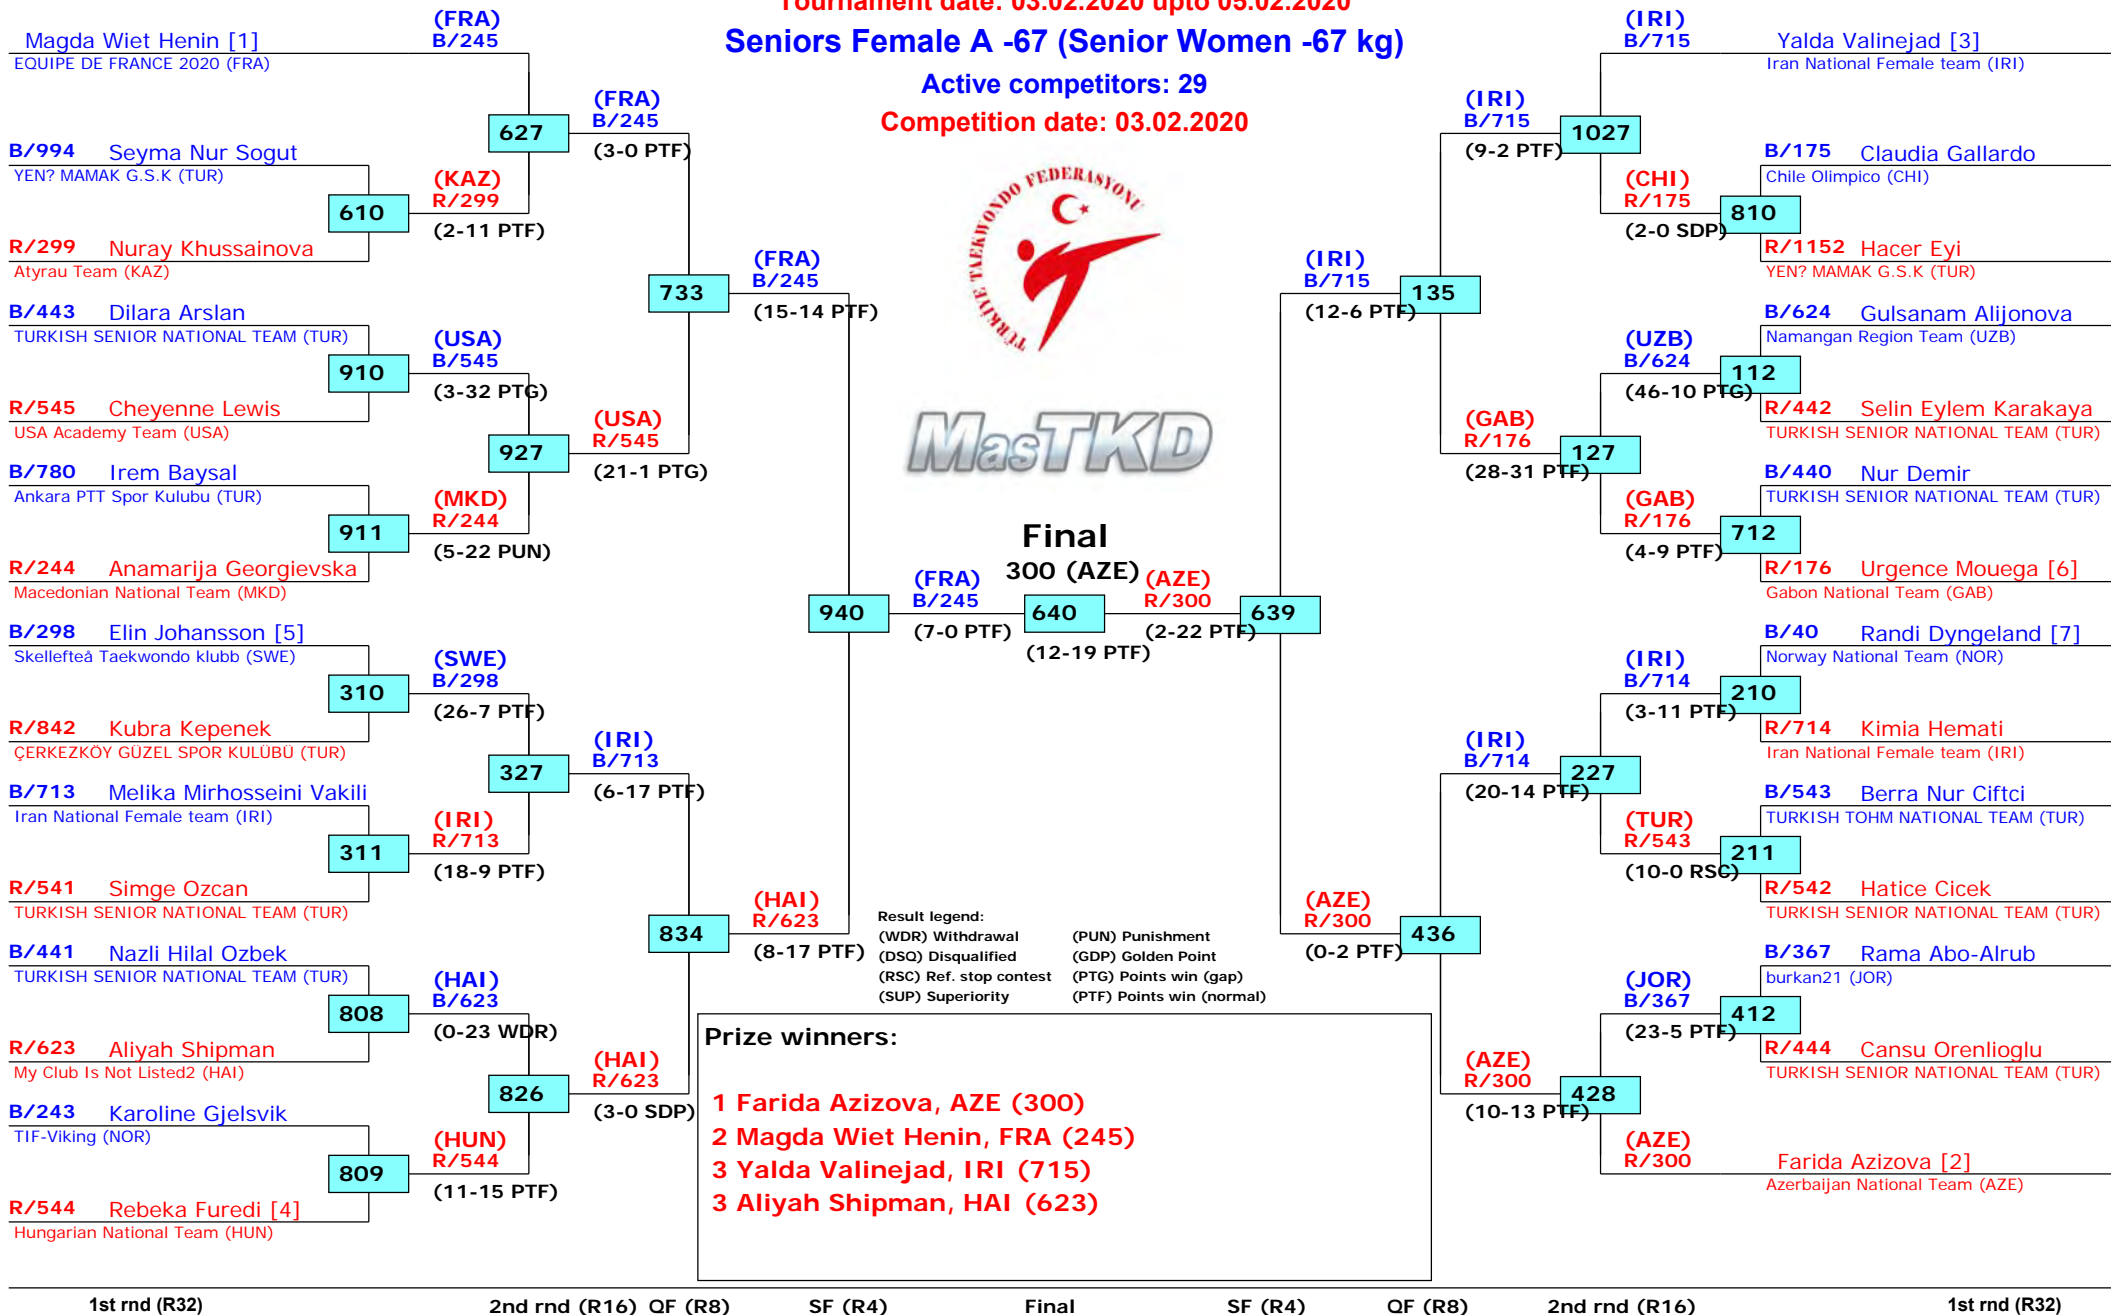 Tournament date: 03.02.2020 upto 05.02.2020
Seniors Female A -67 (Senior Women -67 kg)
Active competitors: 29
Competition date: 03.02.2020
TÜRKİYE TAEKWONDO FEDERASYONU
MasTKD
Magda Wiet Henin [1]
EQUIPE DE FRANCE 2020 (FRA)
B/994 Seyma Nur Sogut
YEN? MAMAK G.S.K (TUR)
610
R/299 Nuray Khussainova
Atyrau Team (KAZ)
B/443 Dilara Arslan
TURKISH SENIOR NATIONAL TEAM (TUR)
910
R/545 Cheyenne Lewis
USA Academy Team (USA)
B/780 Irem Baysal
Ankara PTT Spor Kulubu (TUR)
911
R/244 Anamarija Georgievska
Macedonian National Team (MKD)
B/298 Elin Johansson [5]
Skellefteå Taekwondo klubb (SWE)
310
R/842 Kubra Kepenek
ÇERKEZKÖY GÜZEL SPOR KULÜBÜ (TUR)
B/713 Melika Mirhosseini Vakili
Iran National Female team (IRI)
311
R/541 Simge Ozcan
TURKISH SENIOR NATIONAL TEAM (TUR)
B/441 Nazli Hilal Ozbek
TURKISH SENIOR NATIONAL TEAM (TUR)
808
R/623 Aliyah Shipman
My Club Is Not Listed2 (HAI)
B/243 Karoline Gjelsvik
TIF-Viking (NOR)
809
R/544 Rebeka Furedi [4]
Hungarian National Team (HUN)
(FRA)
B/245
627
(KAZ)
R/299
(2-11 PTF)
(USA)
B/545
(3-32 PTG)
927
(MKD)
R/244
(5-22 PUN)
(SWE)
B/298
(26-7 PTF)
327
(IRI)
R/713
(18-9 PTF)
(HAI)
B/623
(0-23 WDR)
826
(HUN)
R/544
(11-15 PTF)
(FRA)
B/245
(3-0 PTF)
733
(USA)
R/545
(21-1 PTG)
(IRI)
B/713
(6-17 PTF)
834
(HAI)
R/623
(3-0 SDP)
(FRA)
B/245
(15-14 PTF)
940
(HAI)
R/623
(8-17 PTF)
(FRA)
B/245
(7-0 PTF)
Final
300 (AZE)
640
(12-19 PTF)
(AZE)
R/300
(2-22 PTF)
639
(IRI)
B/715
(12-6 PTF)
135
(AZE)
R/300
(0-2 PTF)
436
(IRI)
B/715
(9-2 PTF)
1027
(GAB)
R/176
(28-31 PTF)
127
(IRI)
B/714
(20-14 PTF)
227
(AZE)
R/300
(10-13 PTF)
428
(IRI)
B/715
(CHI)
R/175
(2-0 SDP)
810
(UZB)
B/624
(46-10 PTG)
112
(GAB)
R/176
(4-9 PTF)
712
(IRI)
B/714
(3-11 PTF)
210
(TUR)
R/543
(10-0 RSC)
211
(JOR)
B/367
(23-5 PTF)
412
(AZE)
R/300
Yalda Valinejad [3]
Iran National Female team (IRI)
B/175 Claudia Gallardo
Chile Olimpico (CHI)
R/1152 Hacer Eyi
YEN? MAMAK G.S.K (TUR)
B/624 Gulsanam Alijonova
Namangan Region Team (UZB)
R/442 Selin Eylem Karakaya
TURKISH SENIOR NATIONAL TEAM (TUR)
B/440 Nur Demir
TURKISH SENIOR NATIONAL TEAM (TUR)
R/176 Urgence Mouega [6]
Gabon National Team (GAB)
B/40 Randi Dyngeland [7]
Norway National Team (NOR)
R/714 Kimia Hemati
Iran National Female team (IRI)
B/543 Berra Nur Ciftci
TURKISH TOHM NATIONAL TEAM (TUR)
R/542 Hatice Cicek
TURKISH SENIOR NATIONAL TEAM (TUR)
B/367 Rama Abo-Alrub
burkan21 (JOR)
R/444 Cansu Orenlioglu
TURKISH SENIOR NATIONAL TEAM (TUR)
Farida Azizova [2]
Azerbaijan National Team (AZE)
Result legend:
(WDR) Withdrawal (PUN) Punishment
(DSQ) Disqualified (GDP) Golden Point
(RSC) Ref. stop contest (PTG) Points win (gap)
(SUP) Superiority (PTF) Points win (normal)
Prize winners:
1 Farida Azizova, AZE (300)
2 Magda Wiet Henin, FRA (245)
3 Yalda Valinejad, IRI (715)
3 Aliyah Shipman, HAI (623)
1st rnd (R32) 2nd rnd (R16) QF (R8) SF (R4) Final SF (R4) QF (R8) 2nd rnd (R16) 1st rnd (R32)